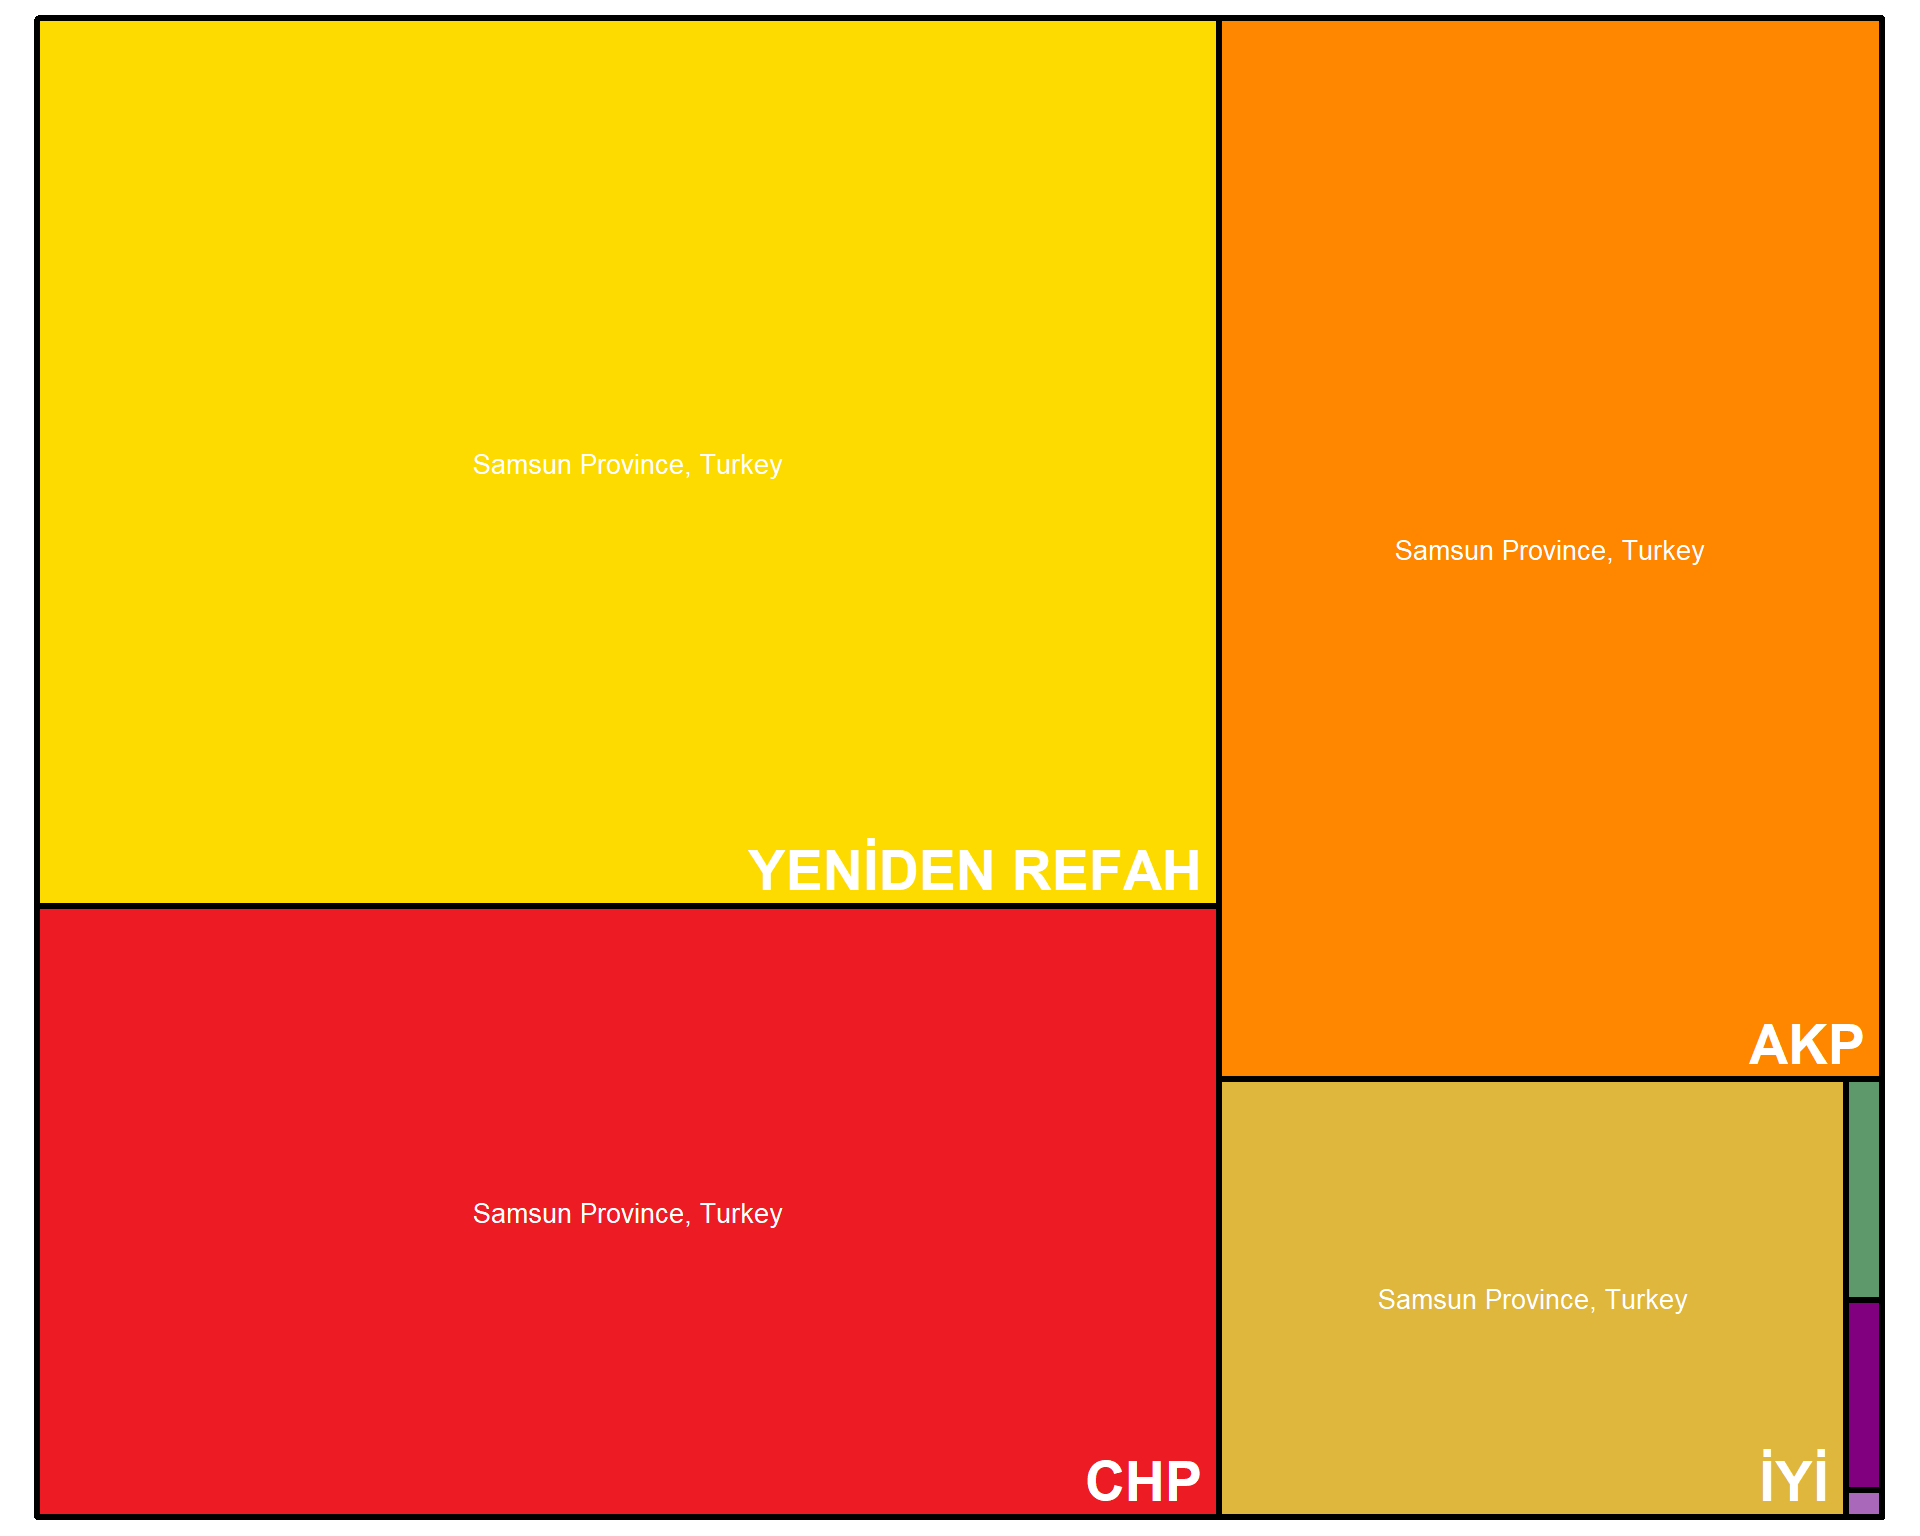 Samsun Province, Turkey
YENİDEN REFAH
Samsun Province, Turkey
AKP
Samsun Province, Turkey
CHP
Samsun Province, Turkey
İYİ